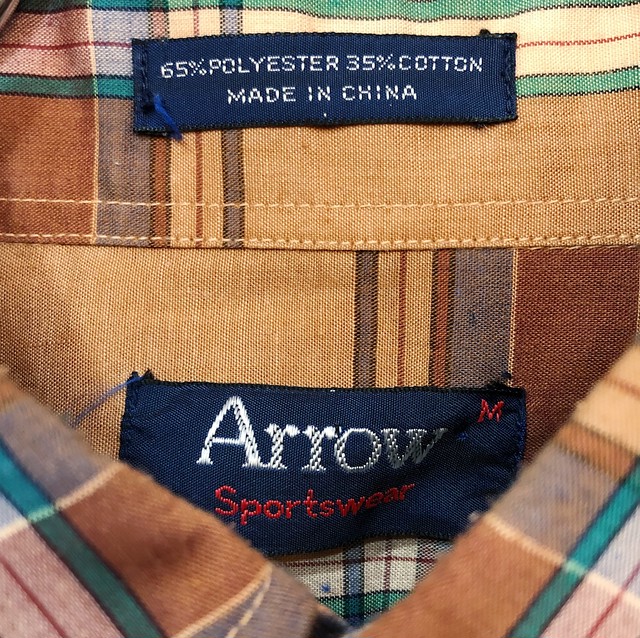 65%POLYESTER 35%COTTON
MADE IN CHINA
Arrow M
Sportswear